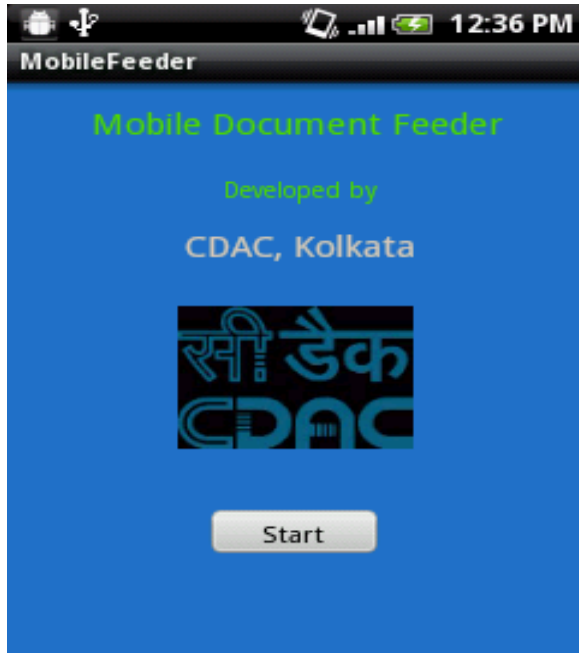 12:36 PM
MobileFeeder
Mobile Document Feeder
Developed by
CDAC, Kolkata
सी डैक
CDAC
Start